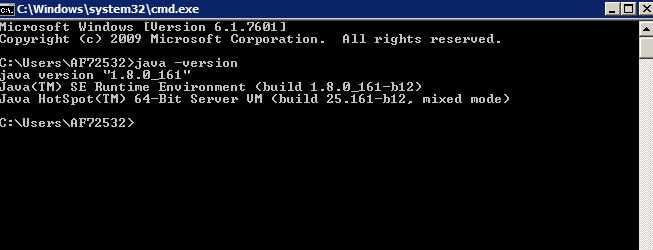 C:\Windows\system32\cmd.exe
Microsoft Windows [Version 6.1.7601]
Copyright (c) 2009 Microsoft Corporation.  All rights reserved.
C:\Users\AF72532>java -version
java version "1.8.0_161"
Java(TM) SE Runtime Environment (build 1.8.0_161-b12)
Java HotSpot(TM) 64-Bit Server VM (build 25.161-b12, mixed mode)
C:\Users\AF72532>